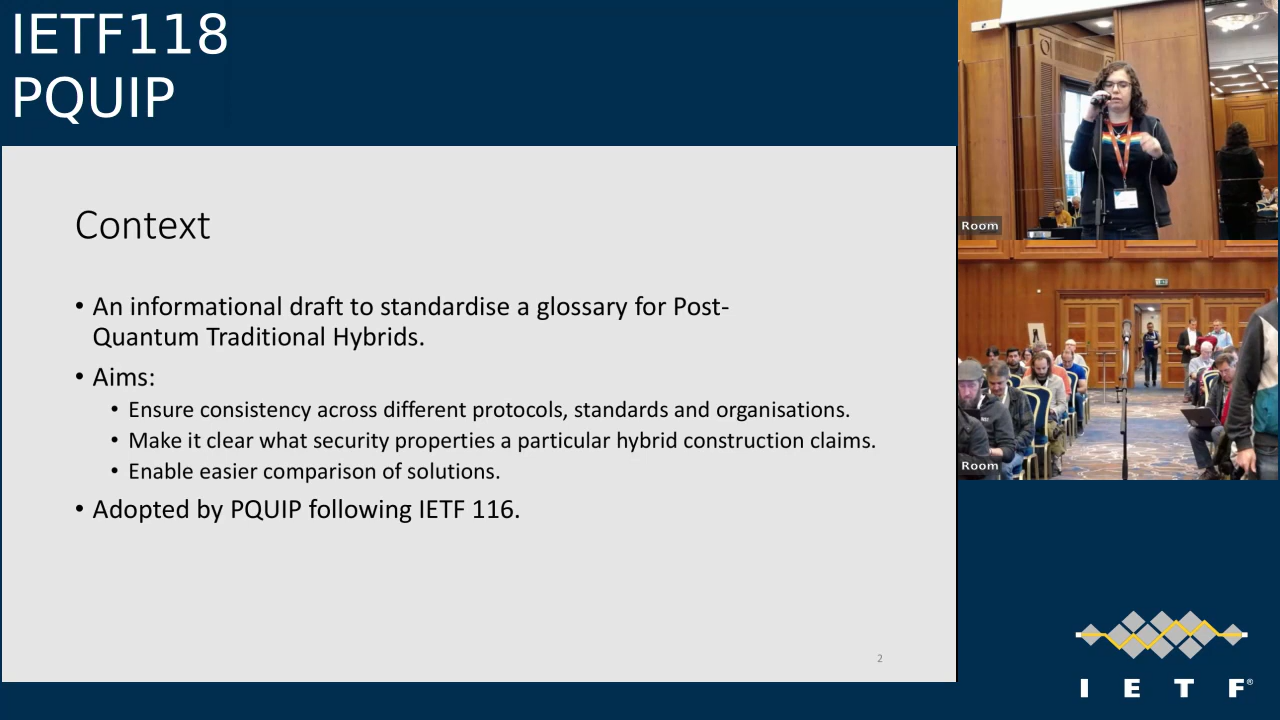 IETF118
PQUIP
Context
• An informational draft to standardise a glossary for Post-
Quantum Traditional Hybrids.
• Aims:
• Ensure consistency across different protocols, standards and organisations.
• Make it clear what security properties a particular hybrid construction claims.
• Enable easier comparison of solutions.
• Adopted by PQUIP following IETF 116.
2
Room
Room
I E T F®